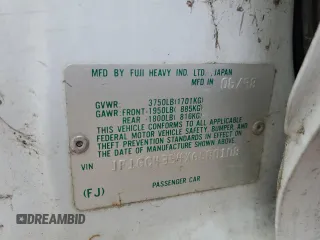 MFD BY FUJI HEAVY IND. LTD., JAPAN
MFD IN
GVWR: 3750LB(1701KG)
GAWR:FRONT-1950LB( 885KG)
REAR -1800LB( 816KG)
THIS VEHICLE CONFORMS TO ALL APPLICABLE
FEDERAL MOTOR VEHICLE SAFETY, BUMPER, AND
THEFT PREVENTION STANDARDS IN EFFECT ON
THE DATE OF MANUFACTURE SHOWN ABOVE.
VIN
(FJ) PASSENGER CAR
DREAMBID